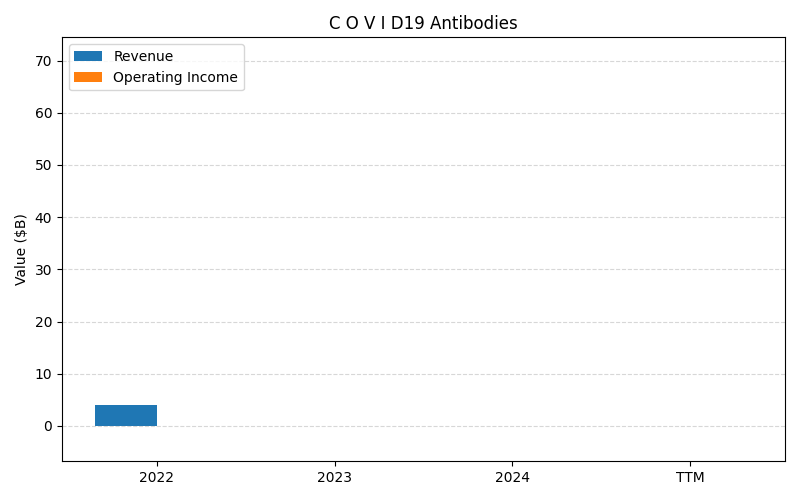 C O V I D19 Antibodies
Revenue
Operating Income
Value ($B)
70
60
50
40
30
20
10
0
2022
2023
2024
TTM